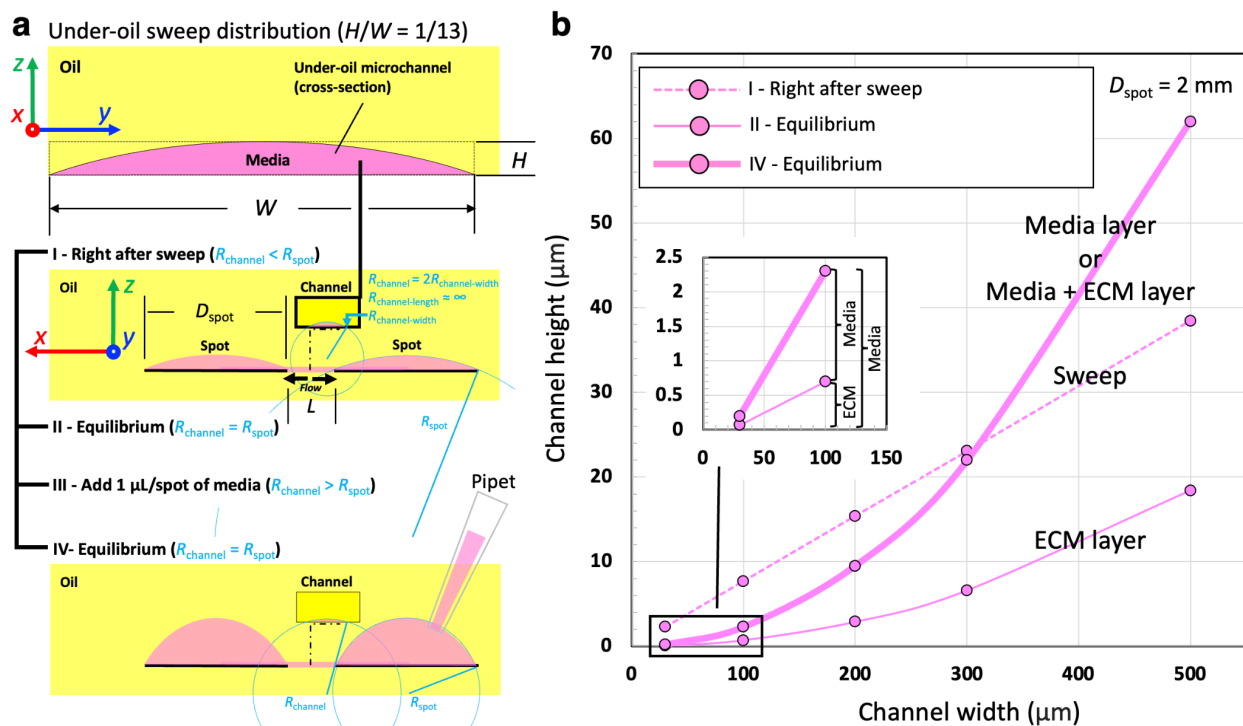 a
Under-oil sweep distribution (H/W = 1/13)
z
Oil
Under-oil microchannel
(cross-section)
x
y
Media
H
W
I - Right after sweep (Rchannel < Rspot)
Oil
z
Channel
Rchannel = 2Rchannel-width
Rchannel-length ≈ ∞
Rchannel-width
Dspot
x
y
Spot
Spot
Flow
L
Rspot
II - Equilibrium (Rchannel = Rspot)
III - Add 1 µL/spot of media (Rchannel > Rspot)
Pipet
IV- Equilibrium (Rchannel = Rspot)
Oil
Channel
Rchannel
Rspot
b
70
60
50
40
30
20
10
0
Channel height (µm)
I - Right after sweep
II - Equilibrium
IV - Equilibrium
Dspot = 2 mm
Media layer
or
Media + ECM layer
Sweep
ECM layer
2.5
2
1.5
1
0.5
0
0
50
100
150
Media
ECM
Media
0
100
200
300
400
500
Channel width (µm)